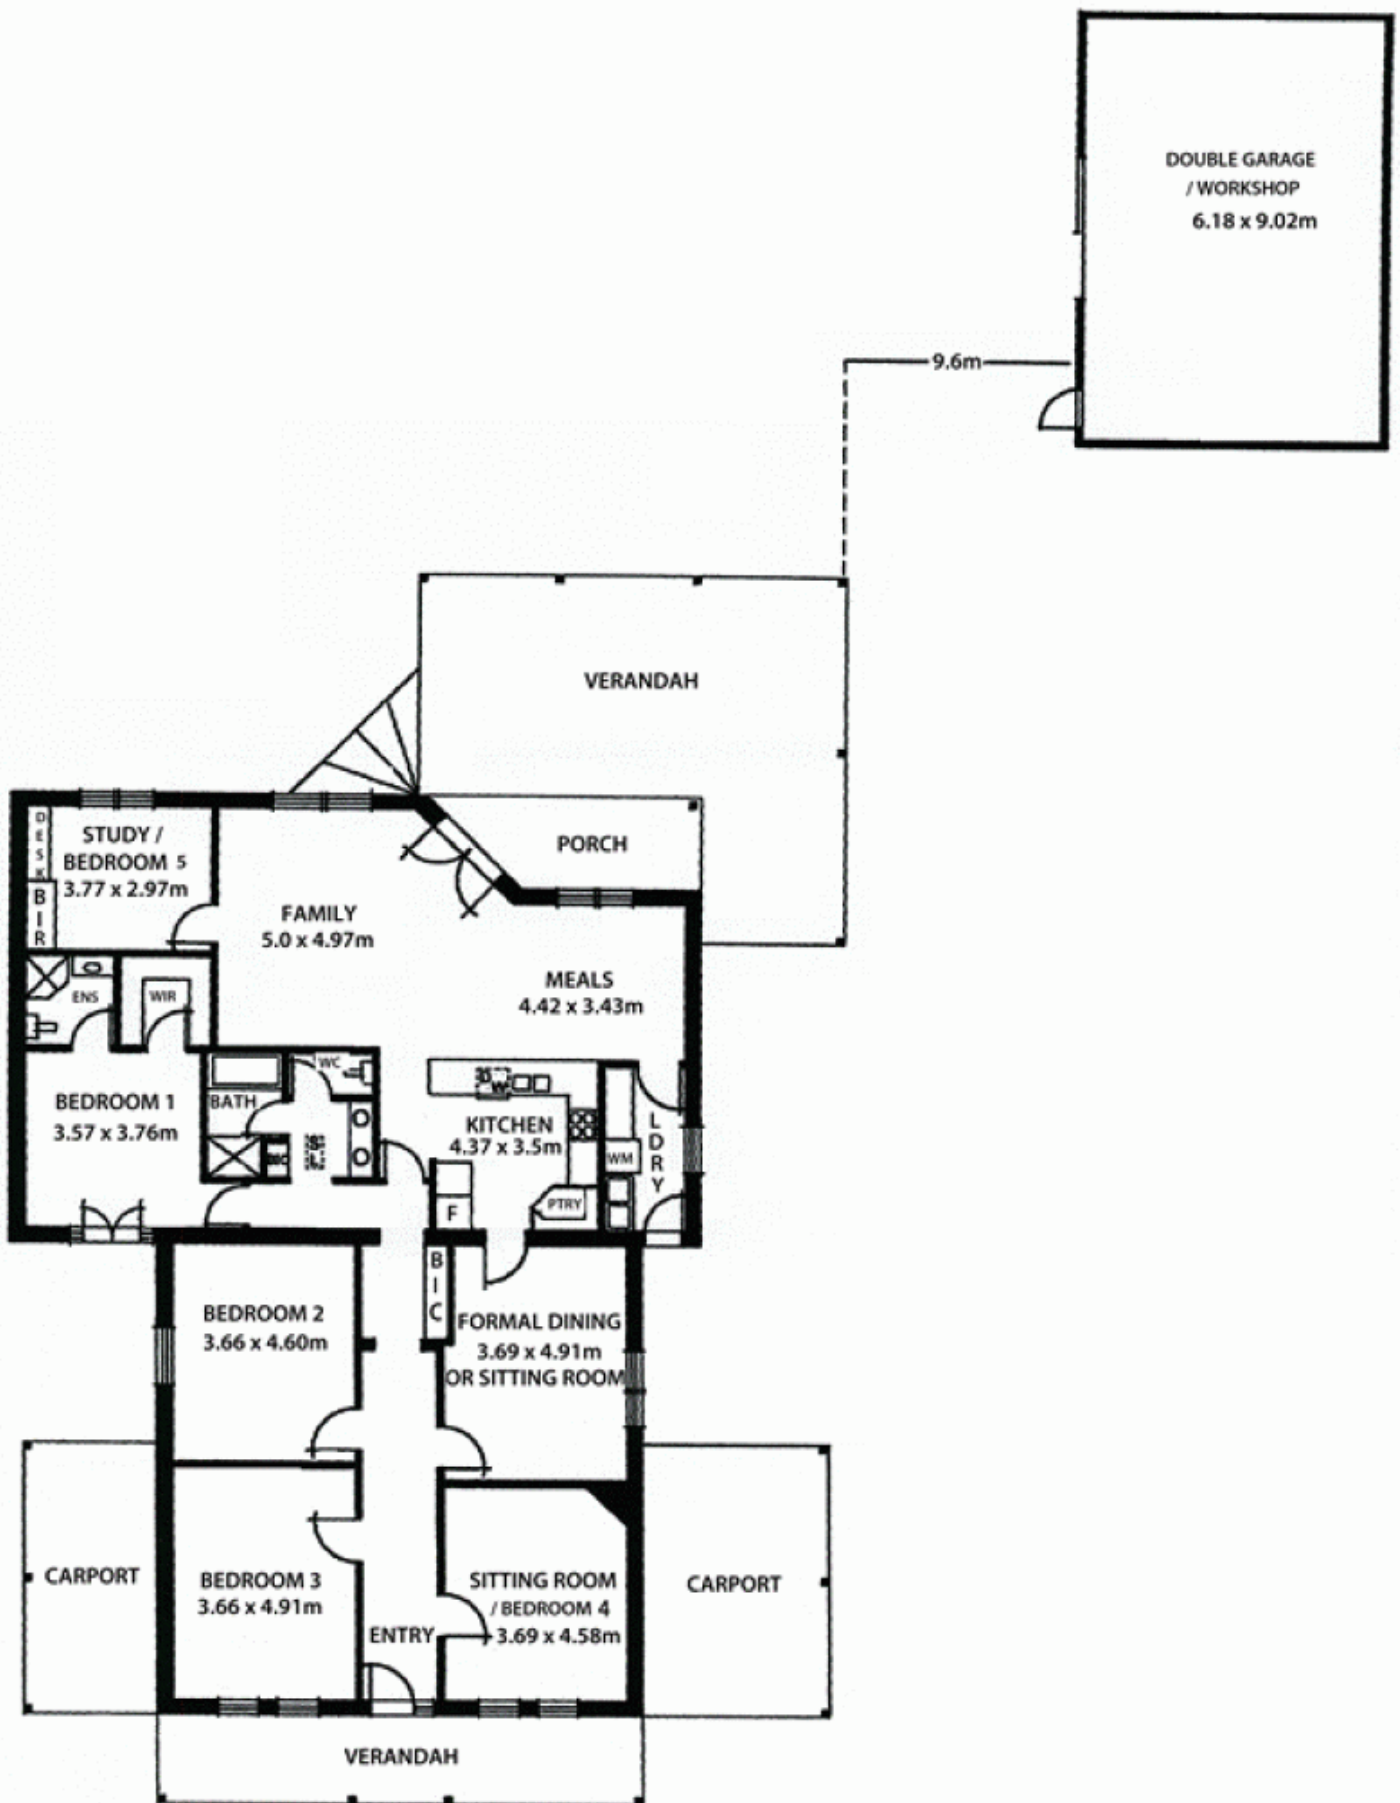 DOUBLE GARAGE
/ WORKSHOP
6.18 x 9.02m
9.6m
VERANDAH
DESK
STUDY /
BEDROOM 5
3.77 x 2.97m
BIR
PORCH
FAMILY
5.0 x 4.97m
MEALS
4.42 x 3.43m
ENS
WIR
WC
BATH
BEDROOM 1
3.57 x 3.76m
KITCHEN
4.37 x 3.5m
LDRY
WM
PTRY
F
BIC
BEDROOM 2
3.66 x 4.60m
FORMAL DINING
3.69 x 4.91m
OR SITTING ROOM
CARPORT
BEDROOM 3
3.66 x 4.91m
ENTRY
SITTING ROOM
/ BEDROOM 4
3.69 x 4.58m
CARPORT
VERANDAH